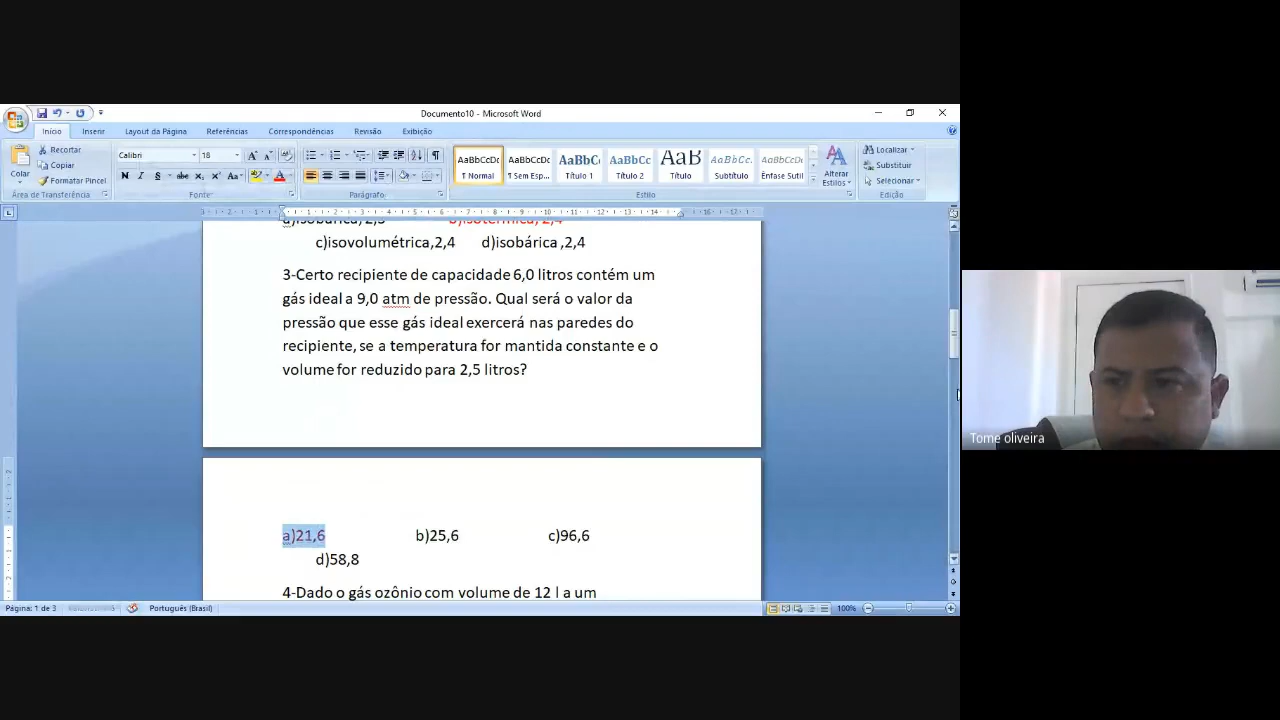 Documento10 - Microsoft Word
Início Inserir Layout da Página Referências Correspondências Revisão Exibição
Recortar
Copiar
Formatar Pincel
Colar
Área de Transferência
Calibri 18
Fonte
Parágrafo
AaBbCcDc AaBbCcDc AaBbC AaBbCc AaB AaBbCc. AaBbCcDc
¶ Normal ¶ Sem Esp... Título 1 Título 2 Título Subtítulo Ênfase Sutil
Alterar
Estilos
Estilo
Localizar
Substituir
Selecionar
Edição
b)isotérmica, 2,4
c)isovolumétrica,2,4 d)isobárica ,2,4
3-Certo recipiente de capacidade 6,0 litros contém um
gás ideal a 9,0 atm de pressão. Qual será o valor da
pressão que esse gás ideal exercerá nas paredes do
recipiente, se a temperatura for mantida constante e o
volume for reduzido para 2,5 litros?
a)21,6 b)25,6 c)96,6
d)58,8
4-Dado o gás ozônio com volume de 12 l a um
Página: 1 de 3 Português (Brasil) 100%
Tome oliveira